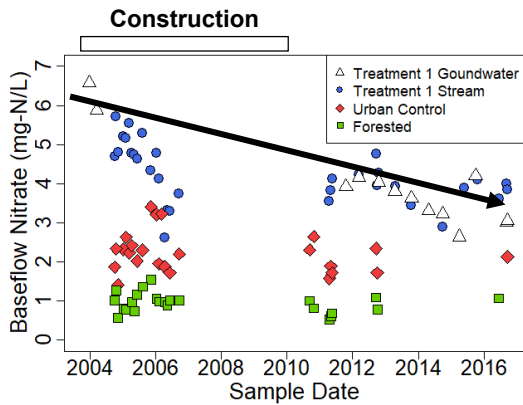 Construction
Baseflow Nitrate (mg-N/L)
7
6
5
4
3
2
1
0
Treatment 1 Goundwater
Treatment 1 Stream
Urban Control
Forested
2004 2006 2008 2010 2012 2014 2016
Sample Date